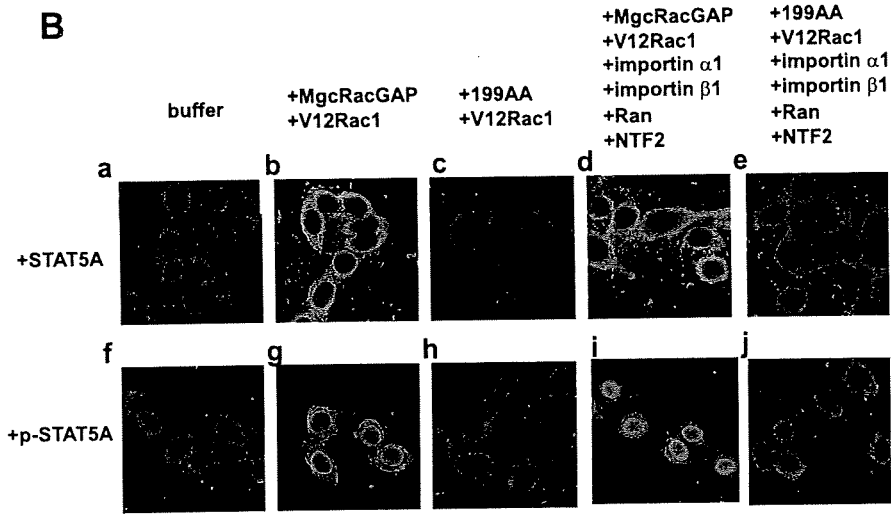 B
buffer
+MgcRacGAP
+V12Rac1
+199AA
+V12Rac1
+MgcRacGAP
+V12Rac1
+importin α1
+importin β1
+Ran
+NTF2
+199AA
+V12Rac1
+importin α1
+importin β1
+Ran
+NTF2
a
b
c
d
e
+STAT5A
f
g
h
i
j
+p-STAT5A